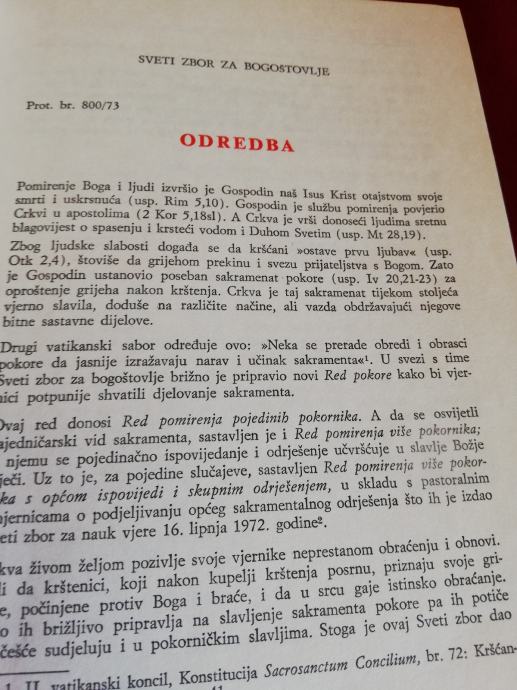 SVETI ZBOR ZA BOGOŠTOVLJE
Prot. br. 800/73
ODREDBA
Pomirenje Boga i ljudi izvršio je Gospodin naš Isus Krist otajstvom svoje
smrti i uskrsnuća (usp. Rim 5,10). Gospodin je službu pomirenja povjerio
Crkvi u apostolima (2 Kor 5,18sl). A Crkva je vrši donoseći ljudima sretnu
blagovijest o spasenju i krsteći vodom i Duhom Svetim (usp. Mt 28,19).
Zbog ljudske slabosti događa se da kršćani »ostave prvu ljubav« (usp.
Otk 2,4), štoviše da grijehom prekinu i svezu prijateljstva s Bogom. Zato
je Gospodin ustanovio poseban sakramenat pokore (usp. Iv 20,21-23) za
oproštenje grijeha nakon krštenja. Crkva je taj sakramenat tijekom stoljeća
vjerno slavila, doduše na različite načine, ali vazda obdržavajući njegove
bitne sastavne dijelove.
Drugi vatikanski sabor određuje ovo: »Neka se prerade obredi i obrasci
pokore da jasnije izražavaju narav i učinak sakramenta«¹. U svezi s time
Sveti zbor za bogoštovlje brižno je pripravio novi Red pokore kako bi vjer-
nici potpunije shvatili djelovanje sakramenta.
Ovaj red donosi Red pomirenja pojedinih pokornika. A da se osvijetli
ajedničarski vid sakramenta, sastavljen je i Red pomirenja više pokornika;
njemu se pojedinačno ispovijedanje i odrješenje učvršćuje u slavlje Božje
ječi. Uz to je, za pojedine slučajeve, sastavljen Red pomirenja više pokor-
ka s općom ispovijedi i skupnim odrješenjem, u skladu s pastoralnim
njernicama o podjeljivanju općeg sakramentalnog odrješenja što ih je izdao
eti zbor za nauk vjere 16. lipnja 1972. godine².
kva živom željom pozivlje svoje vjernike neprestanom obraćenju i obnovi.
li da krštenici, koji nakon kupelji krštenja posrnu, priznaju svoje gri-
e, počinjene protiv Boga i braće, i da u srcu gaje istinsko obraćanje.
o ih brižljivo pripravlja na slavljenje sakramenta pokore pa ih potiče
češće sudjeluju i u pokorničkim slavljima. Stoga je ovaj Sveti zbor dao
1. II. vatikanski koncil, Konstitucija Sacrosanctum Concilium, br. 72: Kršćan-